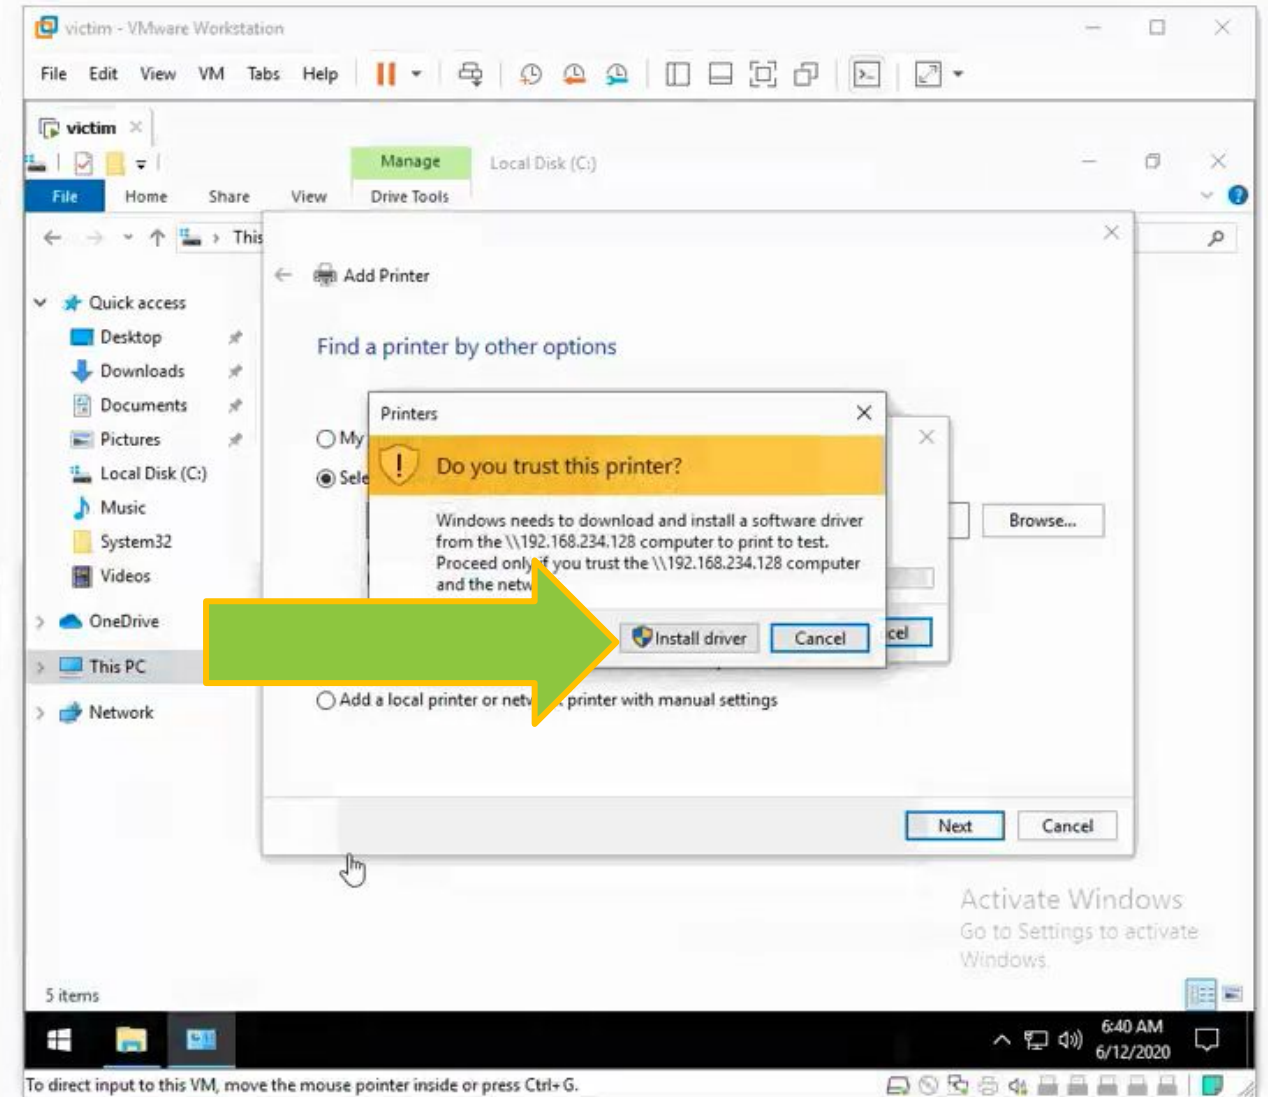 victim - VMware Workstation
File Edit View VM Tabs Help
victim
Manage Local Disk (C:)
File Home Share View Drive Tools
This
Add Printer
Quick access
Desktop
Downloads
Documents
Pictures
Local Disk (C:)
Music
System32
Videos
OneDrive
This PC
Network
Find a printer by other options
My
Sele
Printers
Do you trust this printer?
Windows needs to download and install a software driver
from the \\192.168.234.128 computer to print to test.
Proceed only if you trust the \\192.168.234.128 computer
and the netw
Install driver Cancel
cel
Browse...
Add a local printer or network printer with manual settings
Next Cancel
Activate Windows
Go to Settings to activate
Windows.
5 items
6:40 AM
6/12/2020
To direct input to this VM, move the mouse pointer inside or press Ctrl+G.